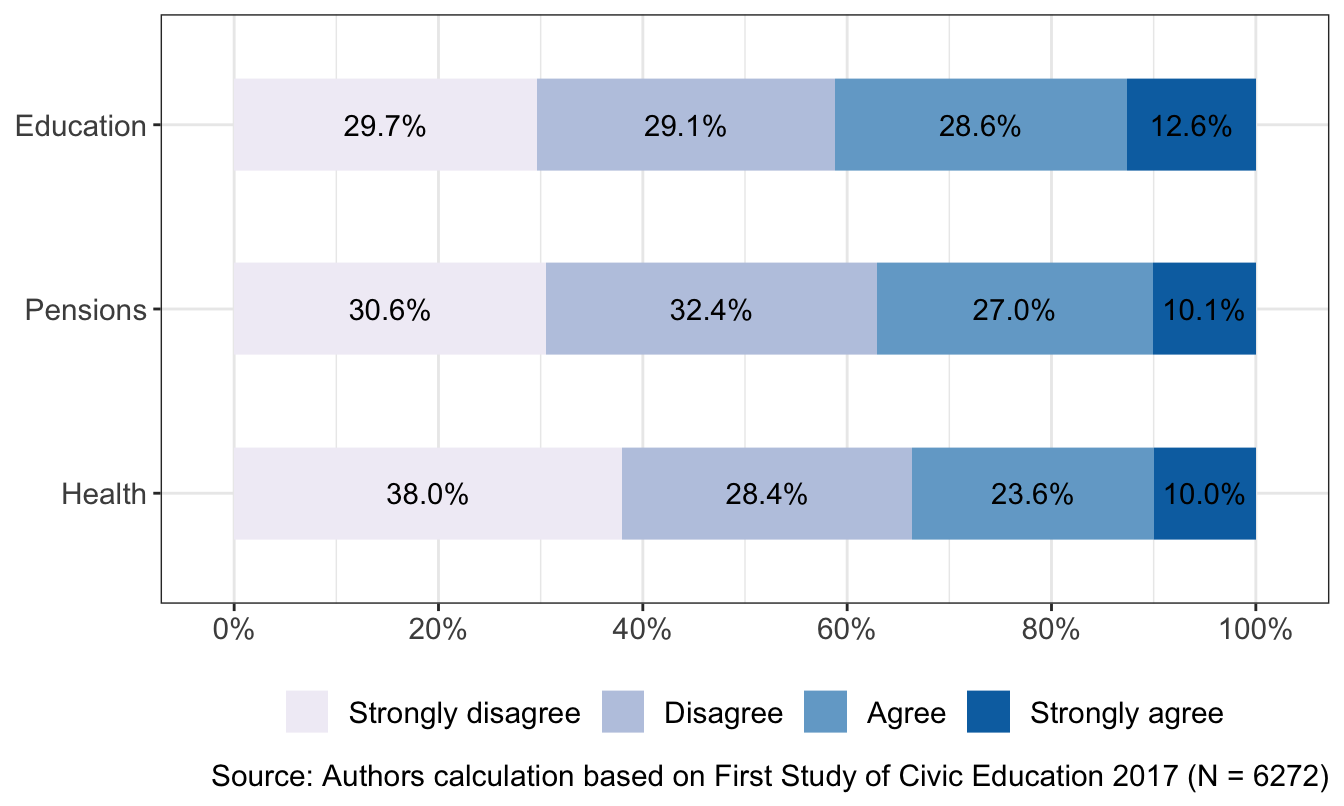 Education
29.7% 29.1% 28.6% 12.6%
Pensions
30.6% 32.4% 27.0% 10.1%
Health
38.0% 28.4% 23.6% 10.0%
0% 20% 40% 60% 80% 100%
Strongly disagree Disagree Agree Strongly agree
Source: Authors calculation based on First Study of Civic Education 2017 (N = 6272)